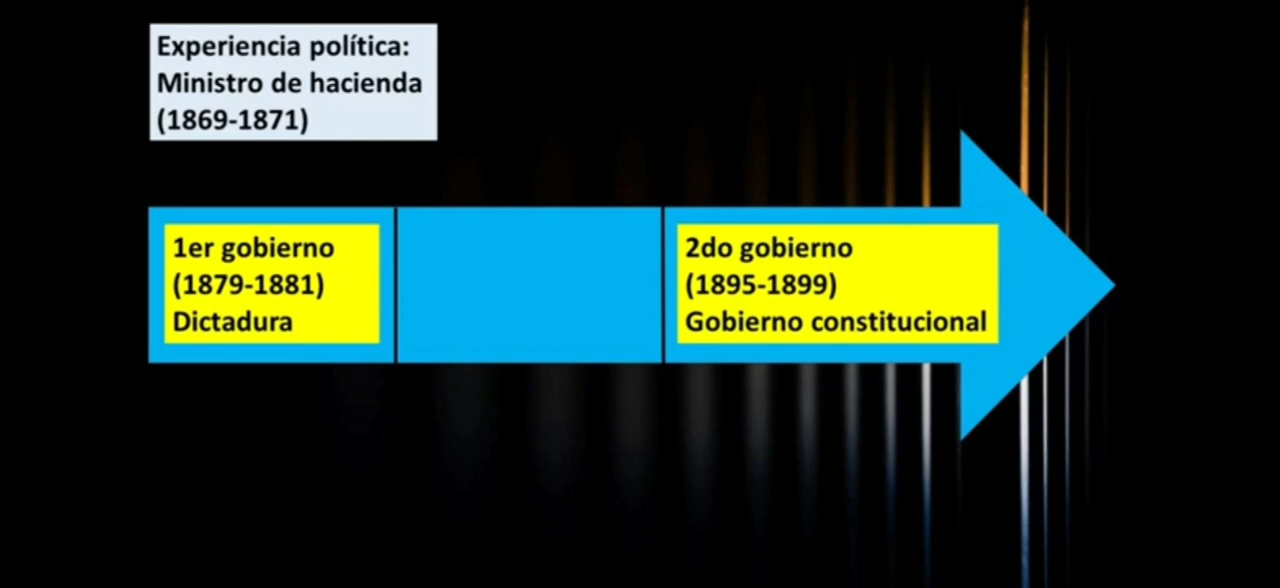 Experiencia política:
Ministro de hacienda
(1869-1871)
1er gobierno
(1879-1881)
Dictadura
2do gobierno
(1895-1899)
Gobierno constitucional